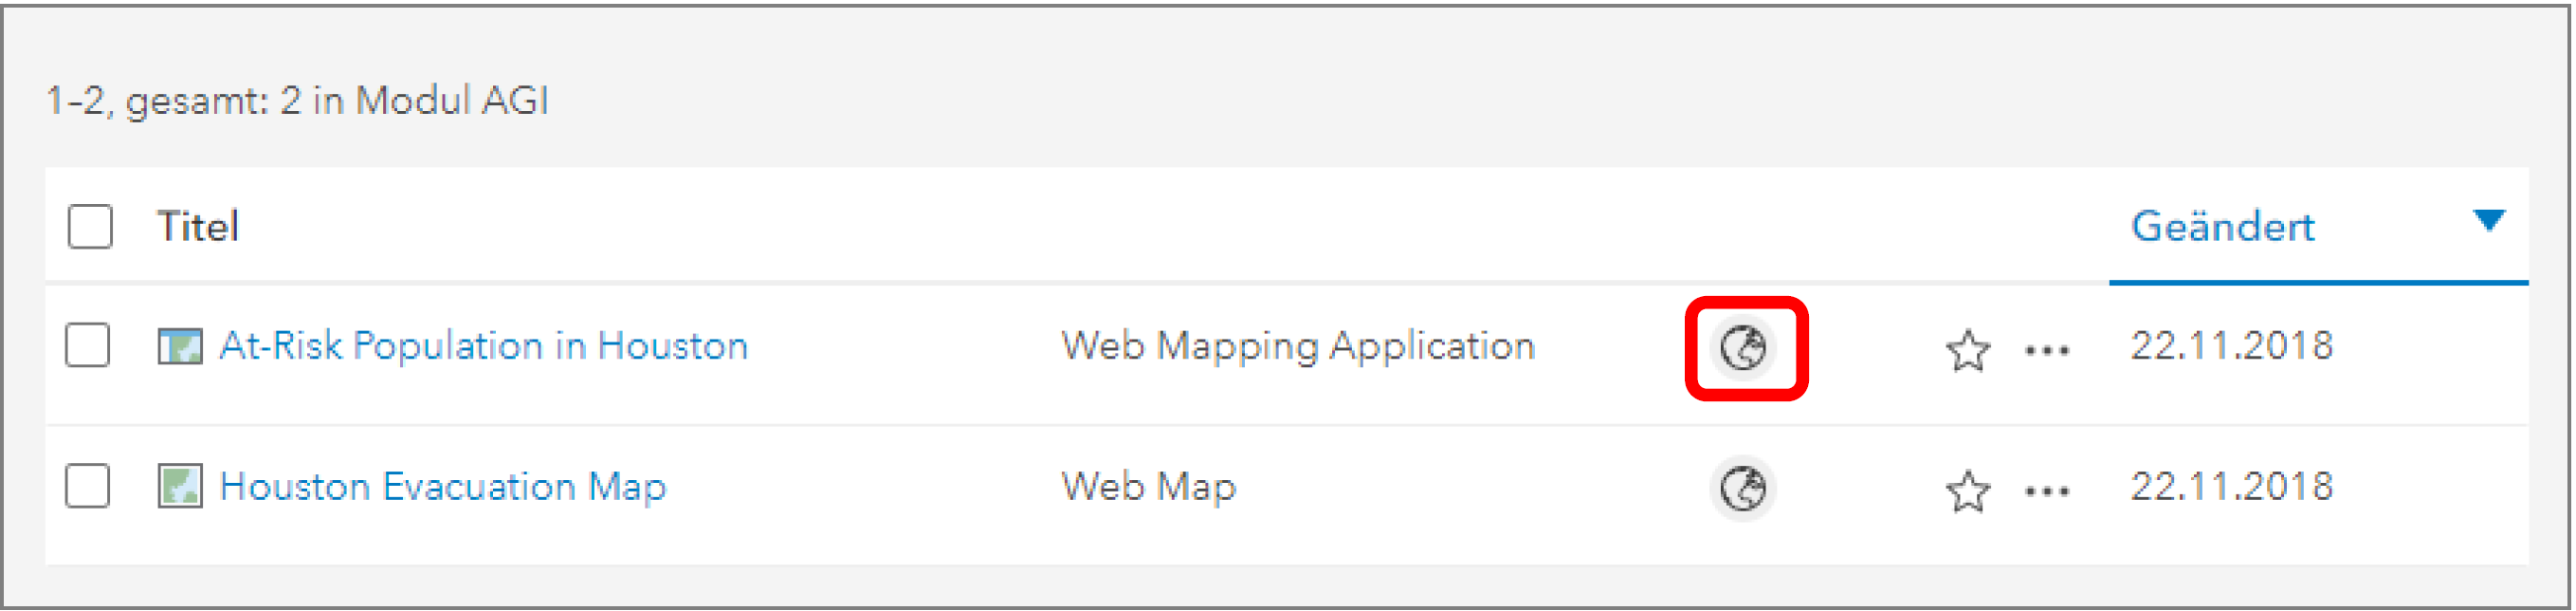 1–2, gesamt: 2 in Modul AGI
Titel Geändert
At-Risk Population in Houston Web Mapping Application 22.11.2018
Houston Evacuation Map Web Map 22.11.2018